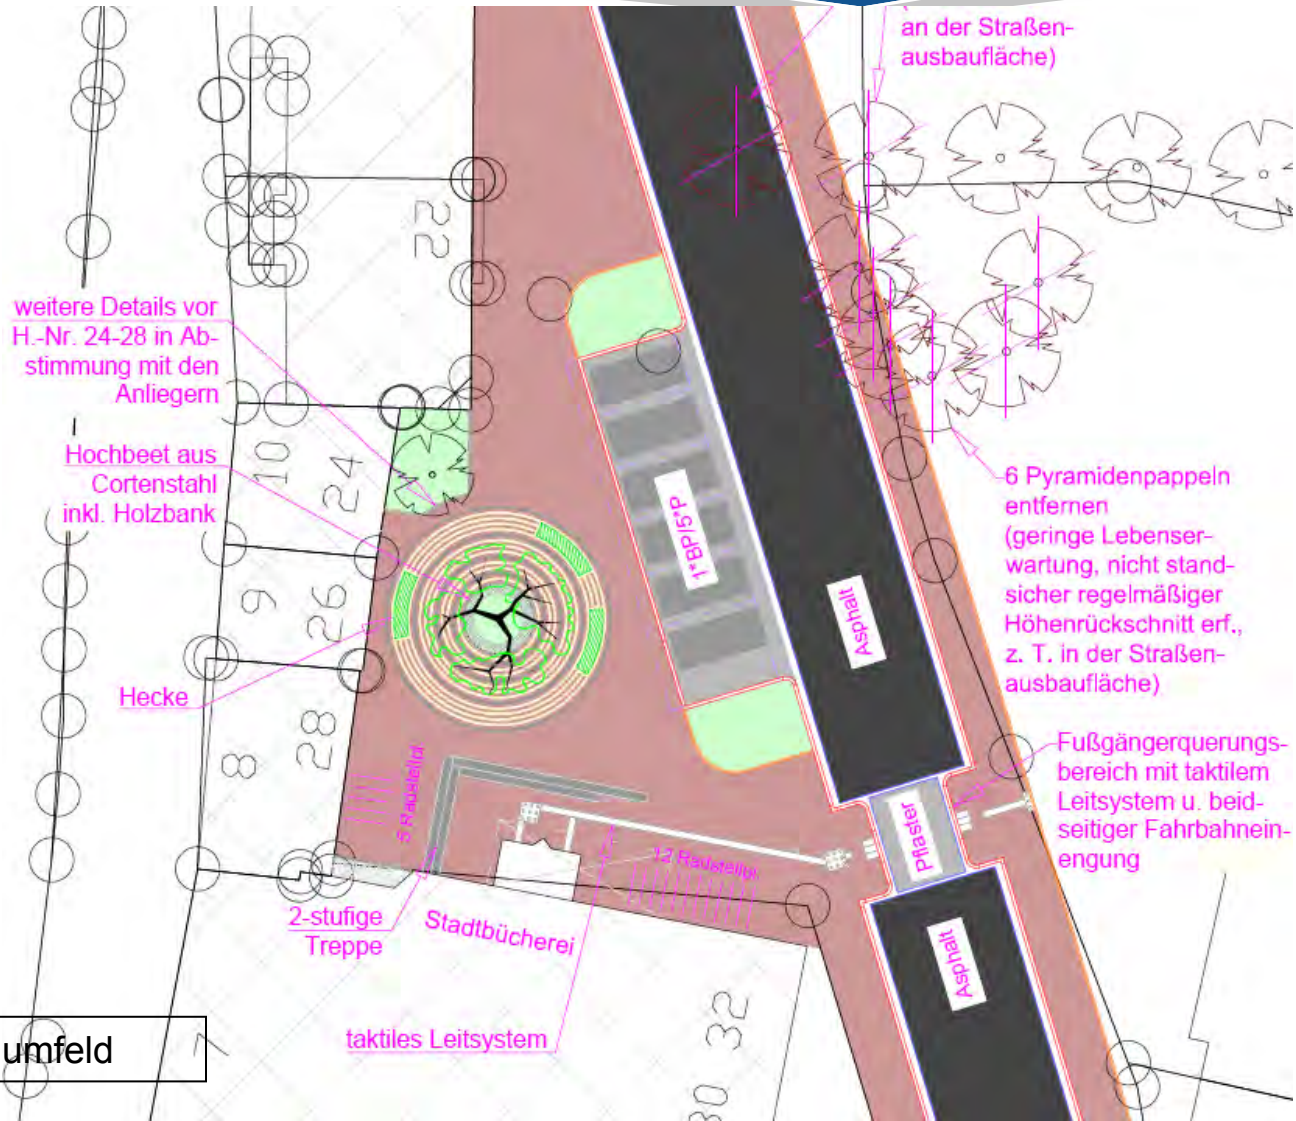 an der Straßen-
ausbaufläche)
22
weitere Details vor
H.-Nr. 24-28 in Ab-
stimmung mit den
Anliegern
Hochbeet aus
Cortenstahl
inkl. Holzbank
10
24
9
26
Hecke
8
28
1*BP/5*P
Asphalt
6 Pyramidenpappeln
entfernen
(geringe Lebenser-
wartung, nicht stand-
sicher regelmäßiger
Höhenrückschnitt erf.,
z. T. in der Straßen-
ausbaufläche)
Fußgängerquerungs-
bereich mit taktilem
Leitsystem u. beid-
seitiger Fahrbahnein-
engung
Pflaster
5 Radstellpl
12 Radstellpl
2-stufige
Treppe
Stadtbücherei
Asphalt
taktiles Leitsystem
umfeld
7
32
30